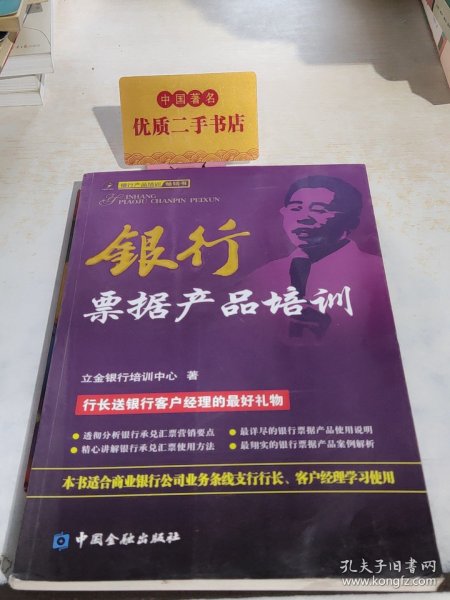 中国著名
优质二手书店
银行产品培训 畅销书
YINHANG
PIAOJU CHANPIN PEIXUN
银行
票据产品培训
立金银行培训中心 著
行长送银行客户经理的最好礼物
● 透彻分析银行承兑汇票营销要点
● 最详尽的银行票据产品使用说明
● 精心讲解银行承兑汇票使用方法
● 最翔实的银行票据产品案例解析
本书适合商业银行公司业务条线支行行长、客户经理学习使用
中国金融出版社
孔夫子旧书网
www.kongfz.com